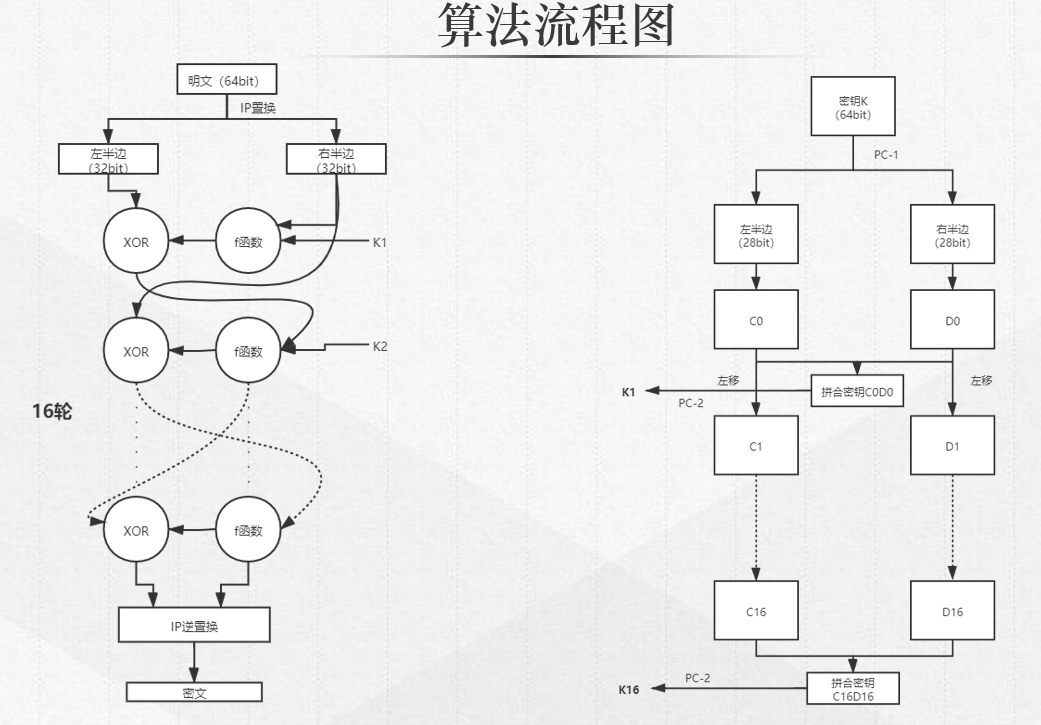 算法流程图
明文（64bit）
IP置换
左半边
（32bit）
右半边
（32bit）
XOR
f函数
K1
XOR
f函数
K2
16轮
XOR
f函数
IP逆置换
密文
密钥K
（64bit）
PC-1
左半边
（28bit）
右半边
（28bit）
C0
D0
左移
拼合密钥C0D0
左移
K1
PC-2
C1
D1
C16
D16
拼合密钥
C16D16
PC-2
K16